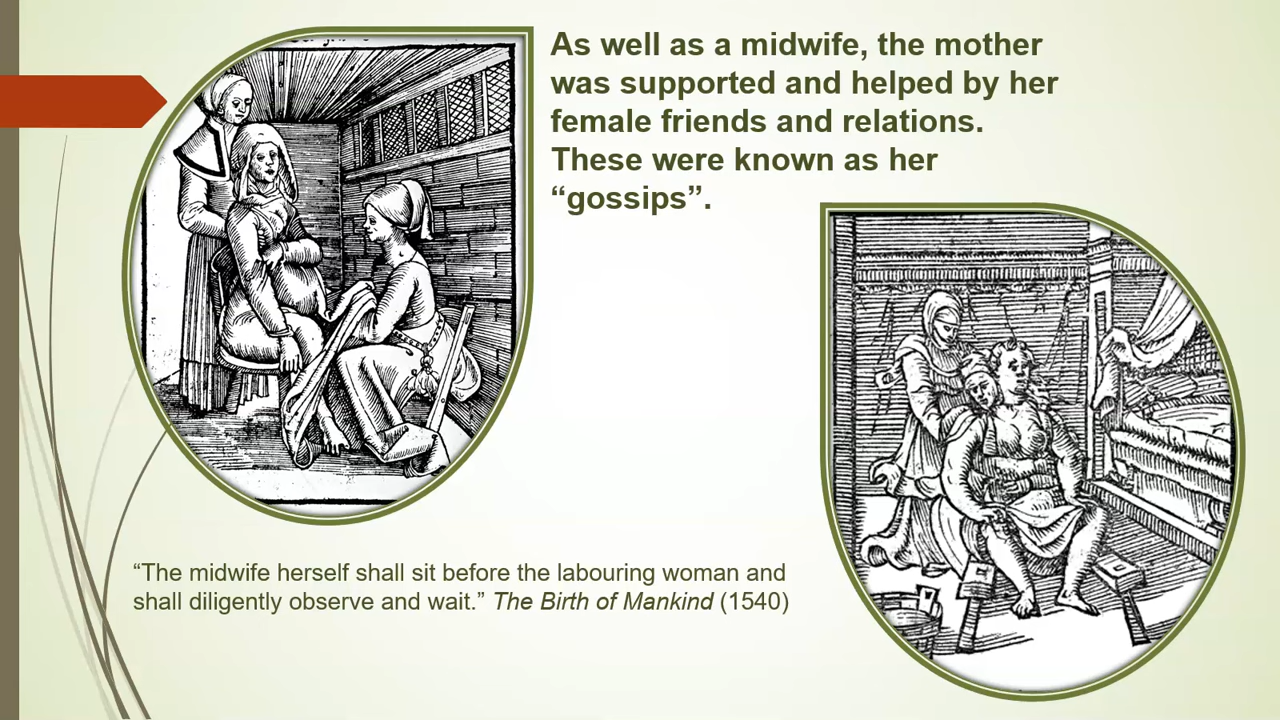 As well as a midwife, the mother
was supported and helped by her
female friends and relations.
These were known as her
“gossips”.
“The midwife herself shall sit before the labouring woman and
shall diligently observe and wait.” The Birth of Mankind (1540)